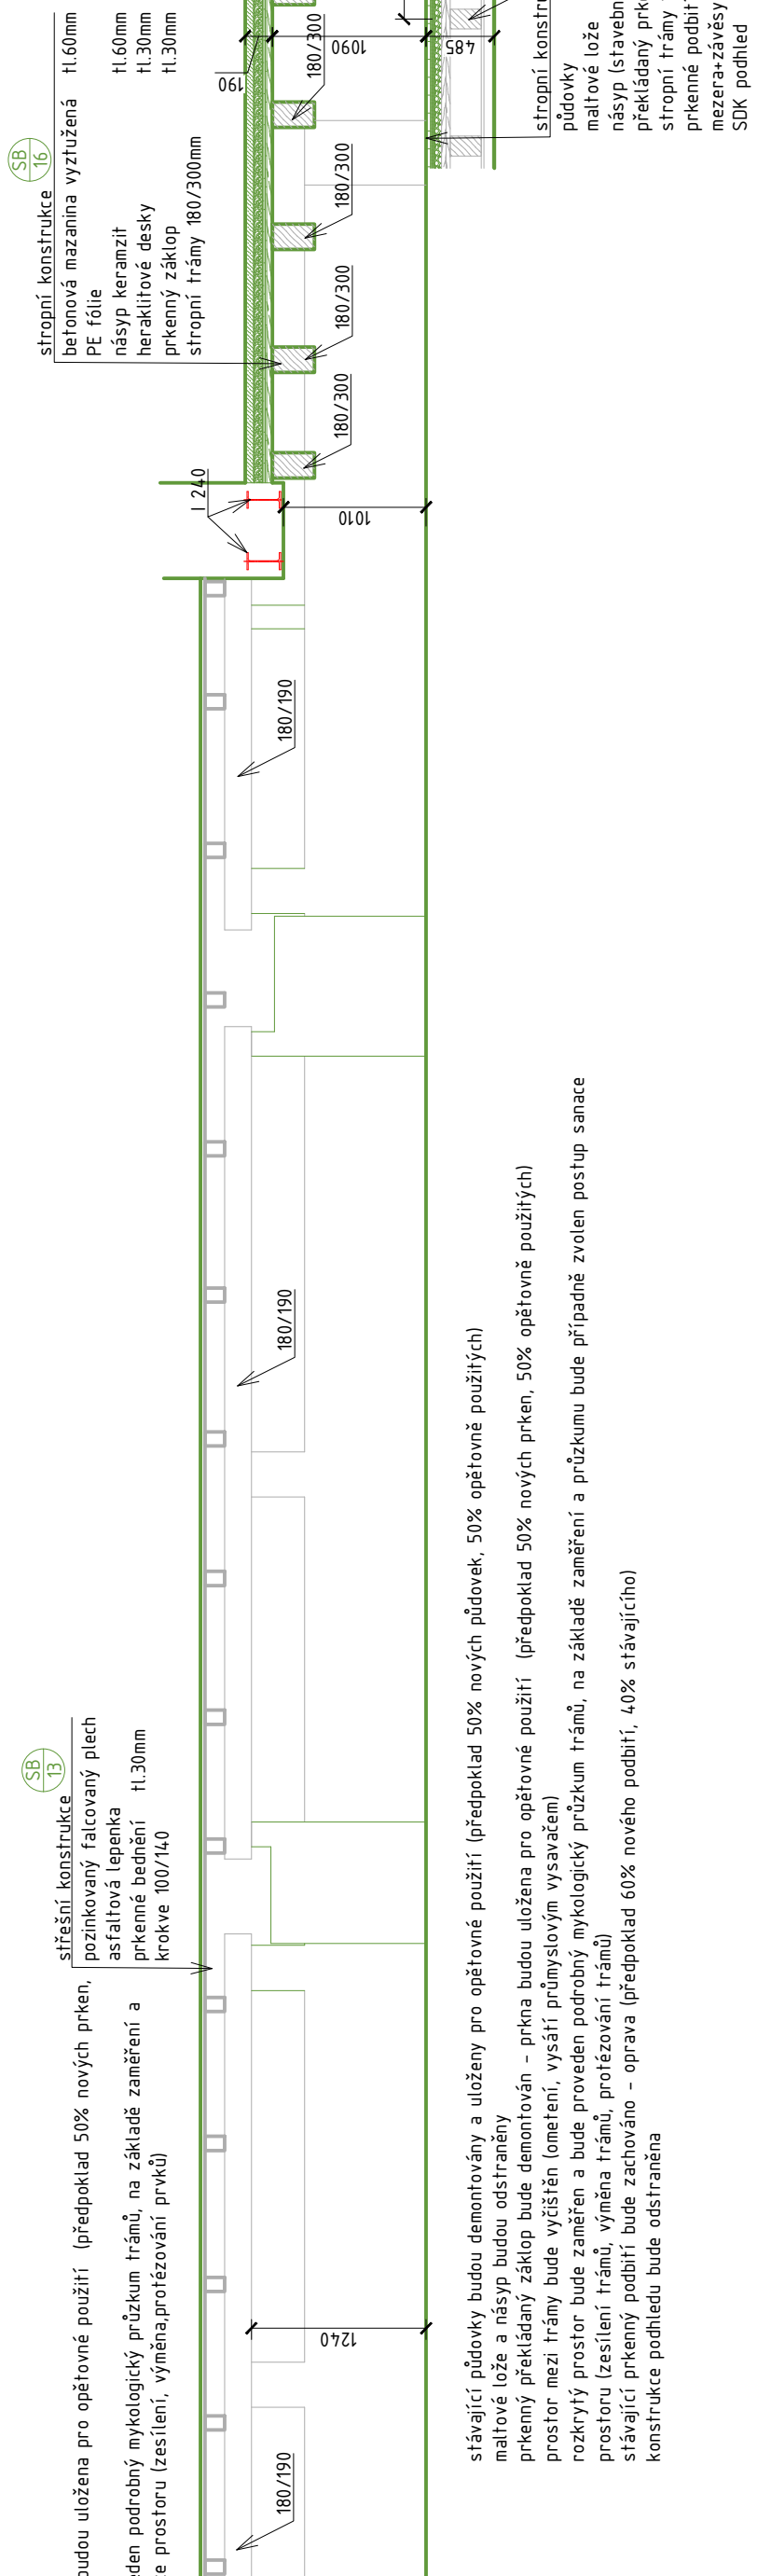 SB
16
stropní konstrukce
betonová mazanina vyztužená tl.60mm
PE fólie
násyp keramzit tl.60mm
heraklitové desky tl.30mm
prkenný záklop tl.30mm
stropní trámy 180/300mm
190
1090
485
180/300
180/300
180/300
180/300
I 240
1010
stropní
půdovky
maltové lože
násyp
překládaný
stropní trámy
prkenné
mezera+závěsy
SDK podhled
180/190
180/190
180/190
1240
SB
13
střešní konstrukce
pozinkovaný falcovaný plech
asfaltová lepenka
prkenné bednění tl.30mm
krokve 100/140
budou uložena pro opětovné použití (předpoklad 50% nových prken,
podrobný mykologický průzkum trámů, na základě zaměření a
prostoru (zesílení, výměna,protézování prvků)
stávající půdovky budou demontovány a uloženy pro opětovné použití (předpoklad 50% nových půdovek, 50% opětovně použitých)
maltové lože a násyp budou odstraněny
prkenný překládaný záklop bude demontován – prkna budou uložena pro opětovné použití (předpoklad 50% nových prken, 50% opětovně použitých)
prostor mezi trámy bude vyčištěn (ometení, vysátí průmyslovým vysavačem)
rozkrytý prostor bude zaměřen a bude proveden podrobný mykologický průzkum trámů, na základě zaměření a průzkumu bude případně zvolen postup sanace
prostoru (zesílení trámů, výměna trámů, protézování trámů)
stávající prkenný podbití bude zachováno – oprava (předpoklad 60% nového podbití, 40% stávajícího)
konstrukce podhledu bude odstraněna